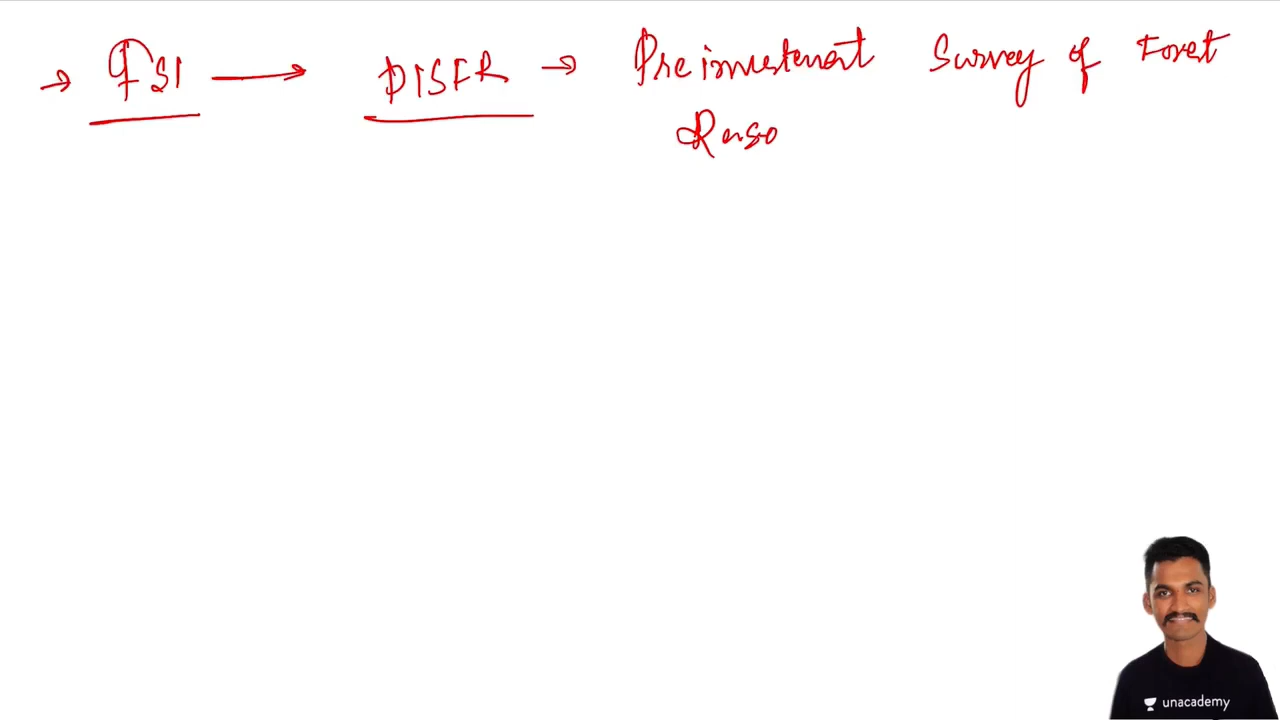 → FSI → PISFR → Preinvestment Survey of Forest
Reso
unacademy